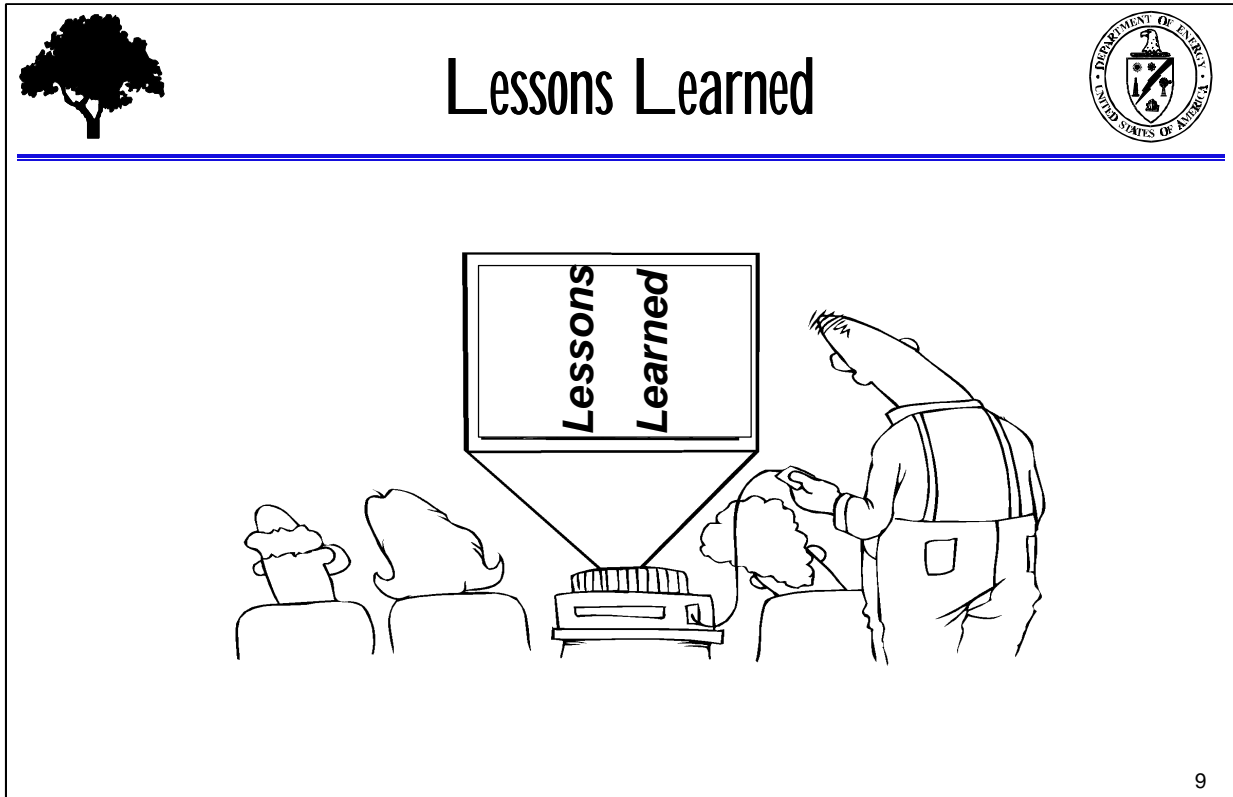 Lessons Learned
DEPARTMENT OF ENERGY
UNITED STATES OF AMERICA
Lessons
Learned
9